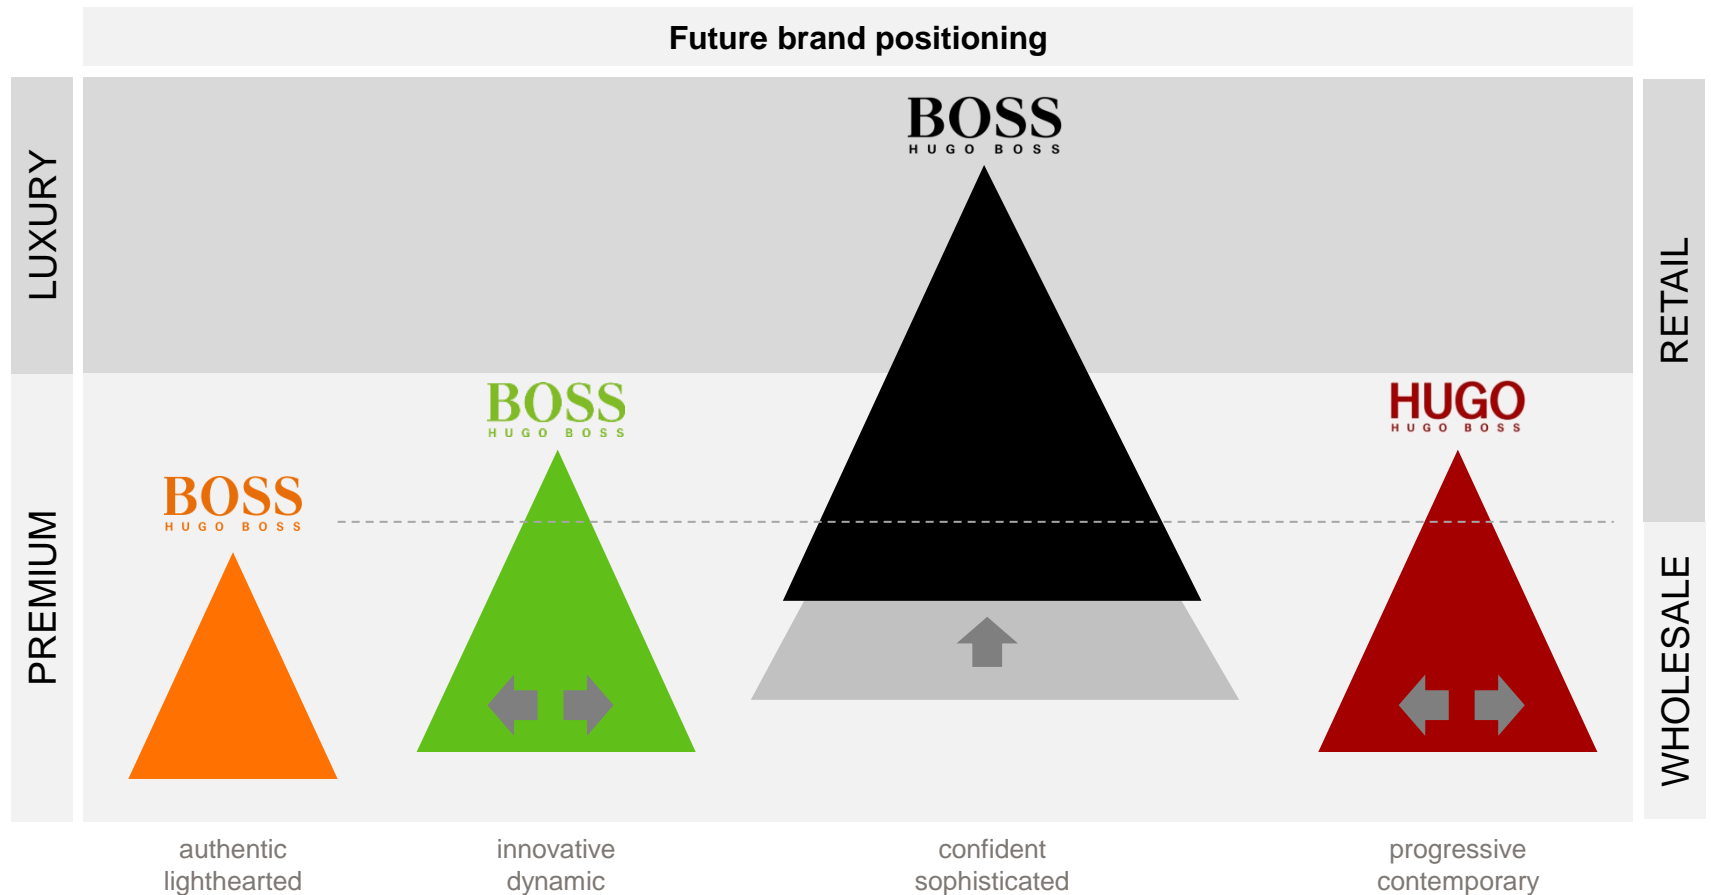 Future brand positioning
LUXURY
PREMIUM
BOSS
HUGO BOSS
BOSS
HUGO BOSS
BOSS
HUGO BOSS
HUGO
HUGO BOSS
RETAIL
WHOLESALE
authentic
lighthearted
innovative
dynamic
confident
sophisticated
progressive
contemporary